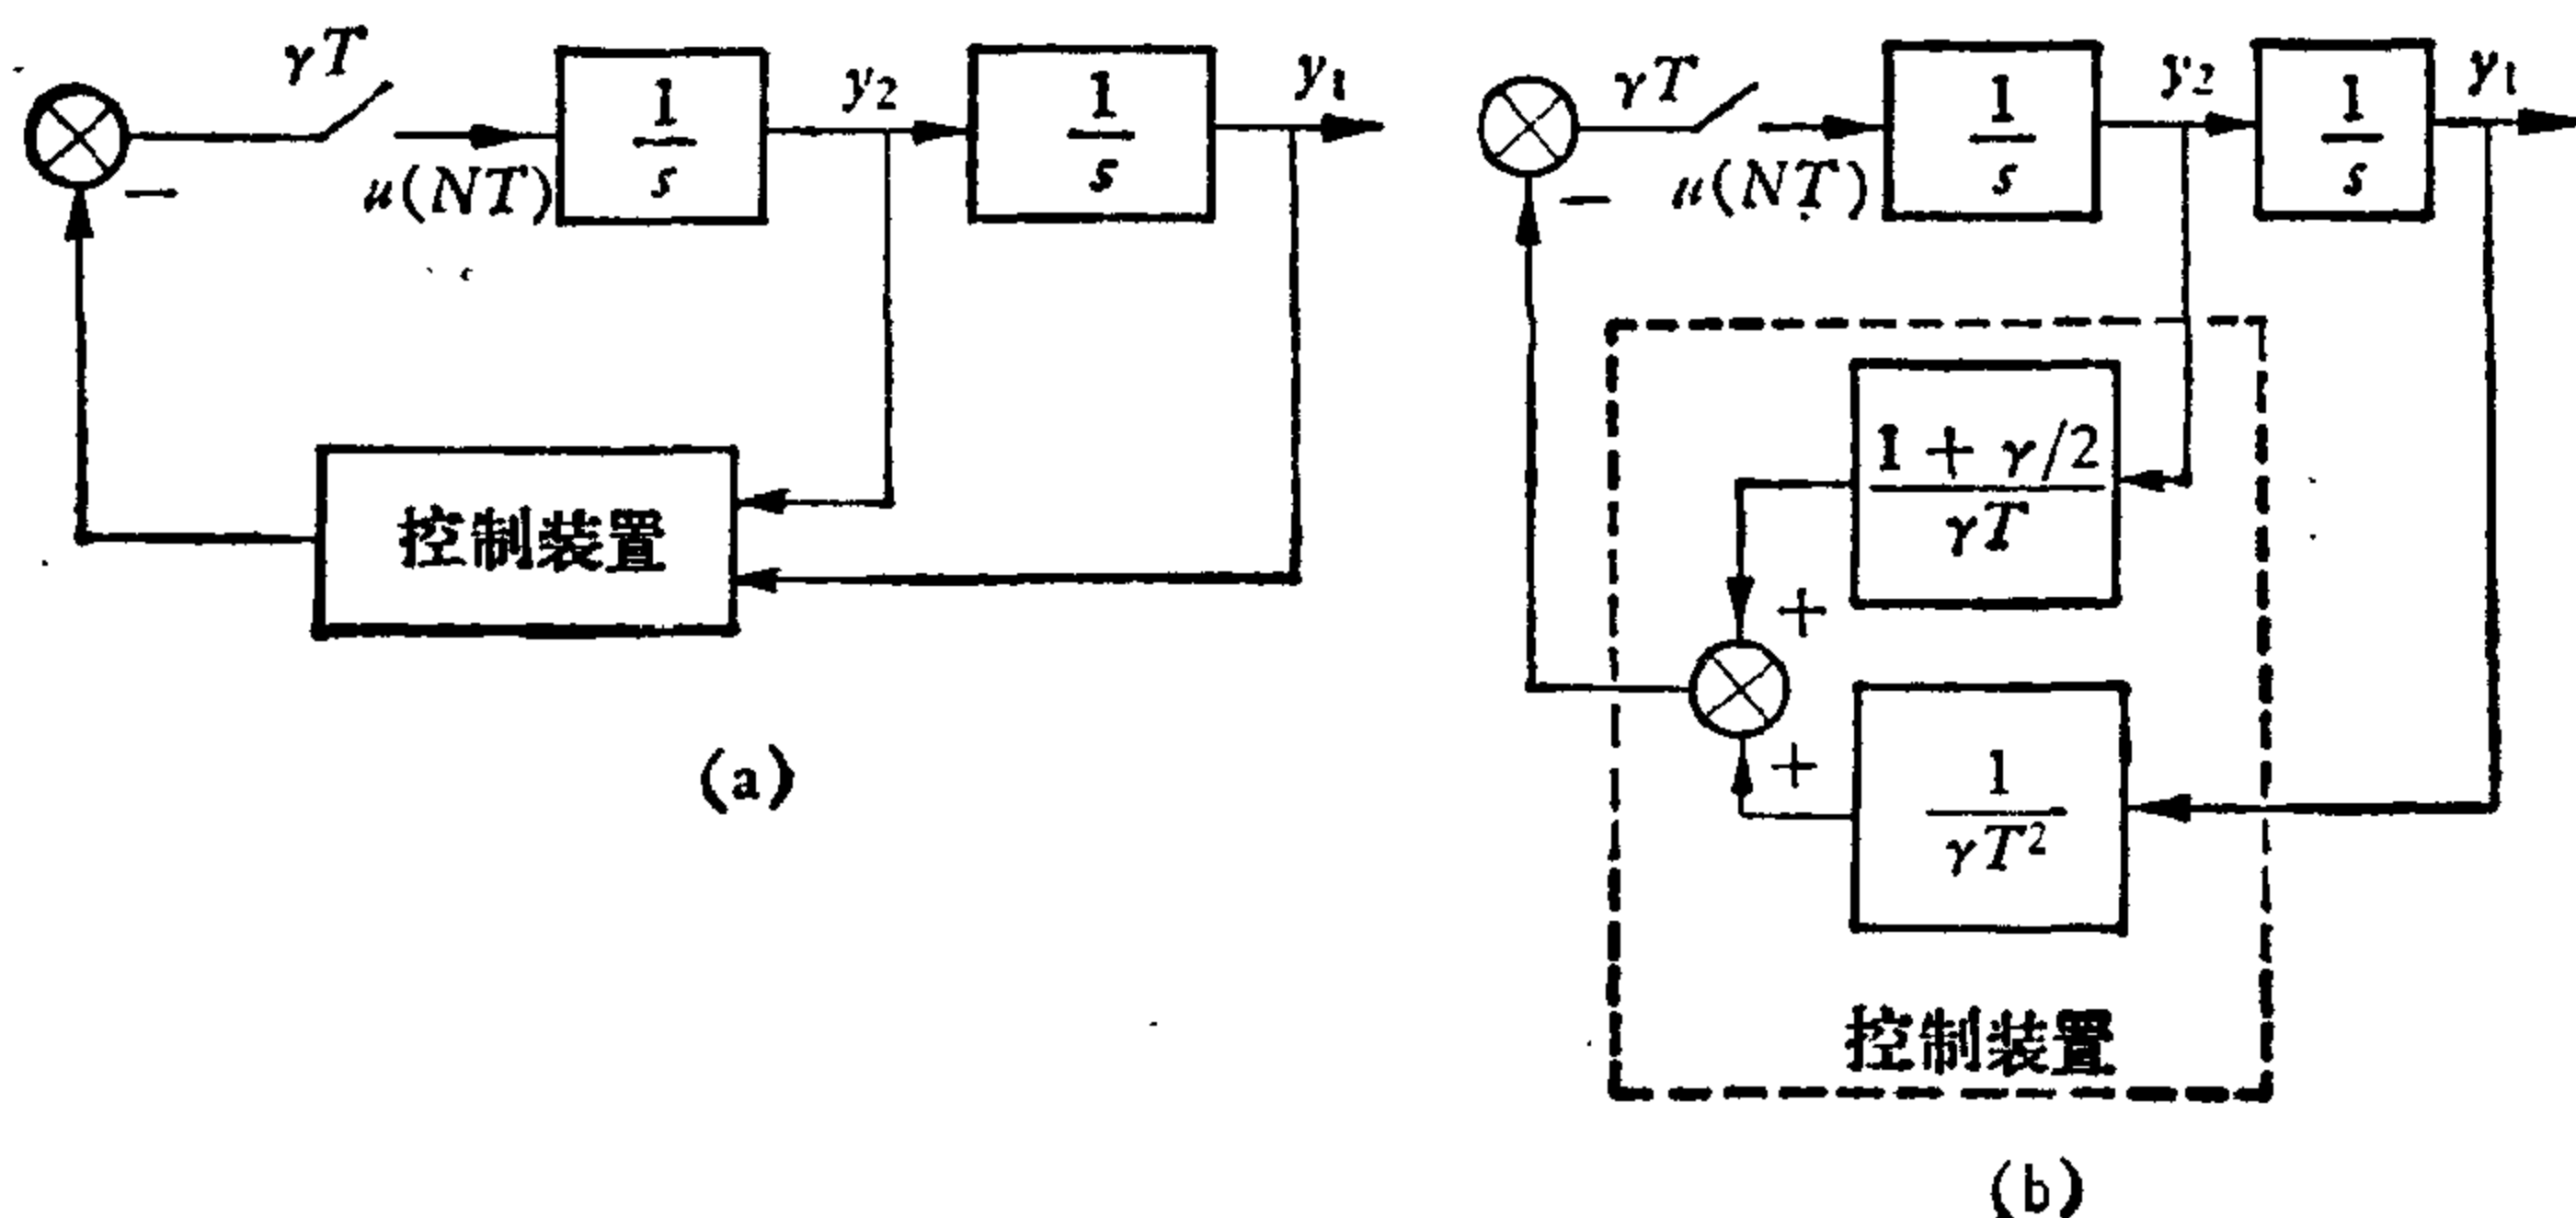 γT
u(NT)
1/s
y₂
1/s
y₁
控制装置
(a)
γT
u(NT)
1/s
y₂
1/s
y₁
−
−
1 + γ/2
γT
+
+
1
γT²
控制装置
(b)